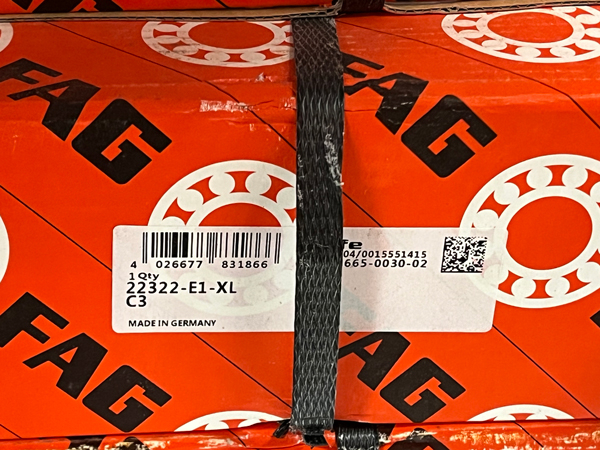 FAG
FAG
4 026677 831866
1 Qty
22322-E1-XL
C3
MADE IN GERMANY
04/0015551415
665-0030-02
FAG
FAG